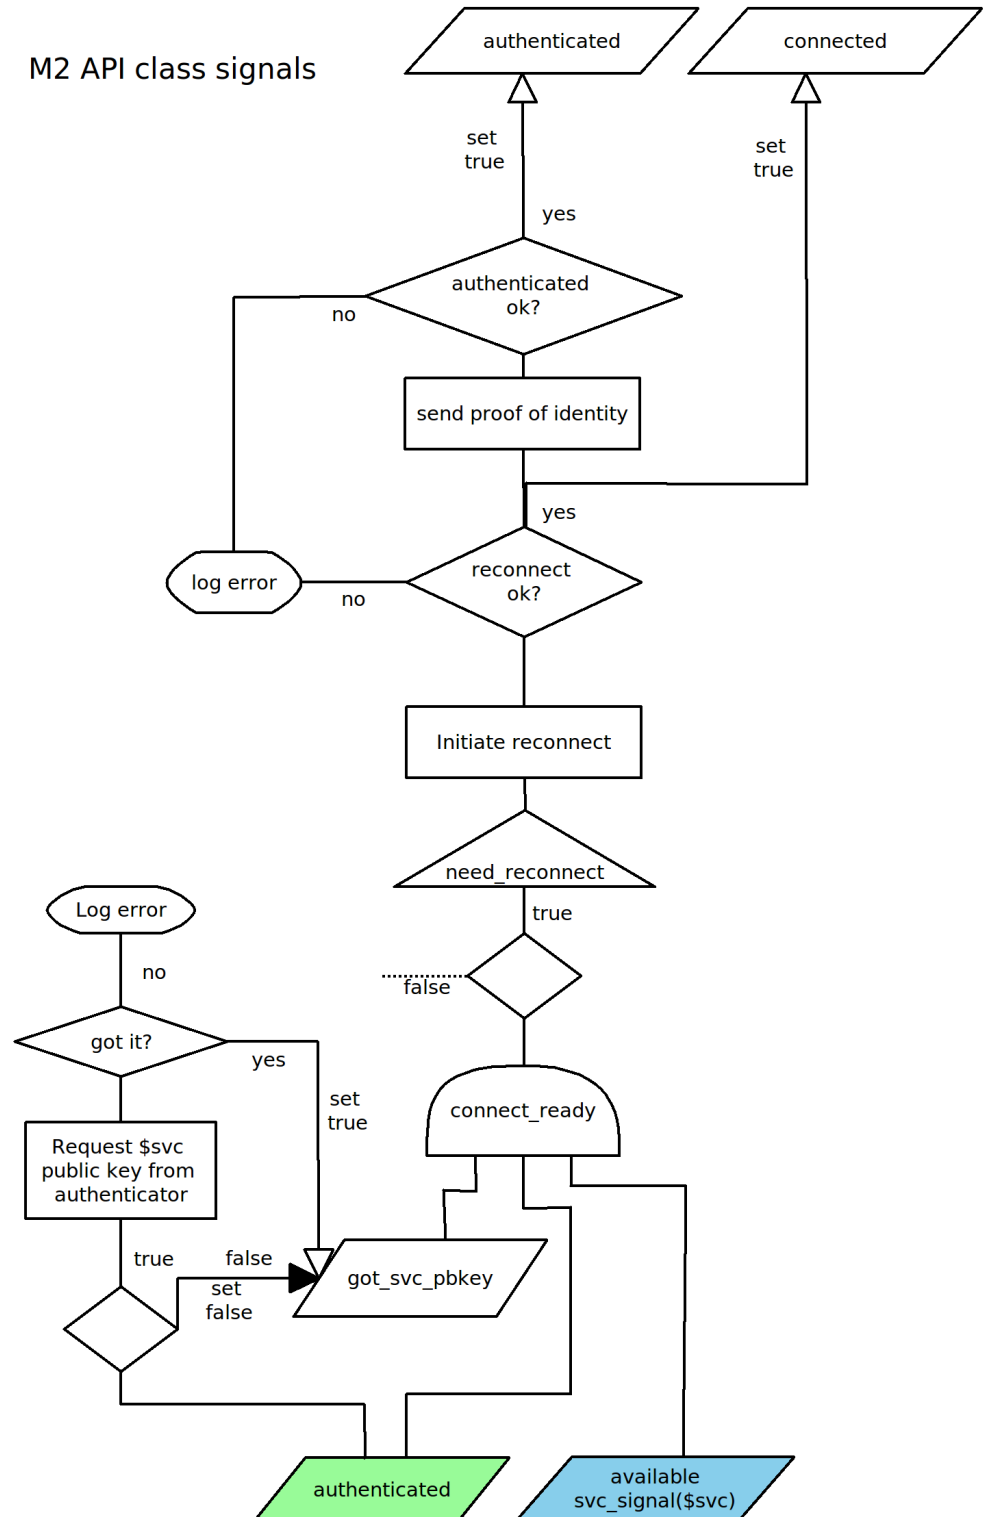 M2 API class signals
authenticated
connected
set
true
set
true
yes
authenticated
ok?
no
send proof of identity
yes
reconnect
ok?
log error
no
Initiate reconnect
need_reconnect
true
false
connect_ready
Log error
no
got it?
yes
set
true
Request $svc
public key from
authenticator
true
false
set
false
got_svc_pbkey
authenticated
available
svc_signal($svc)